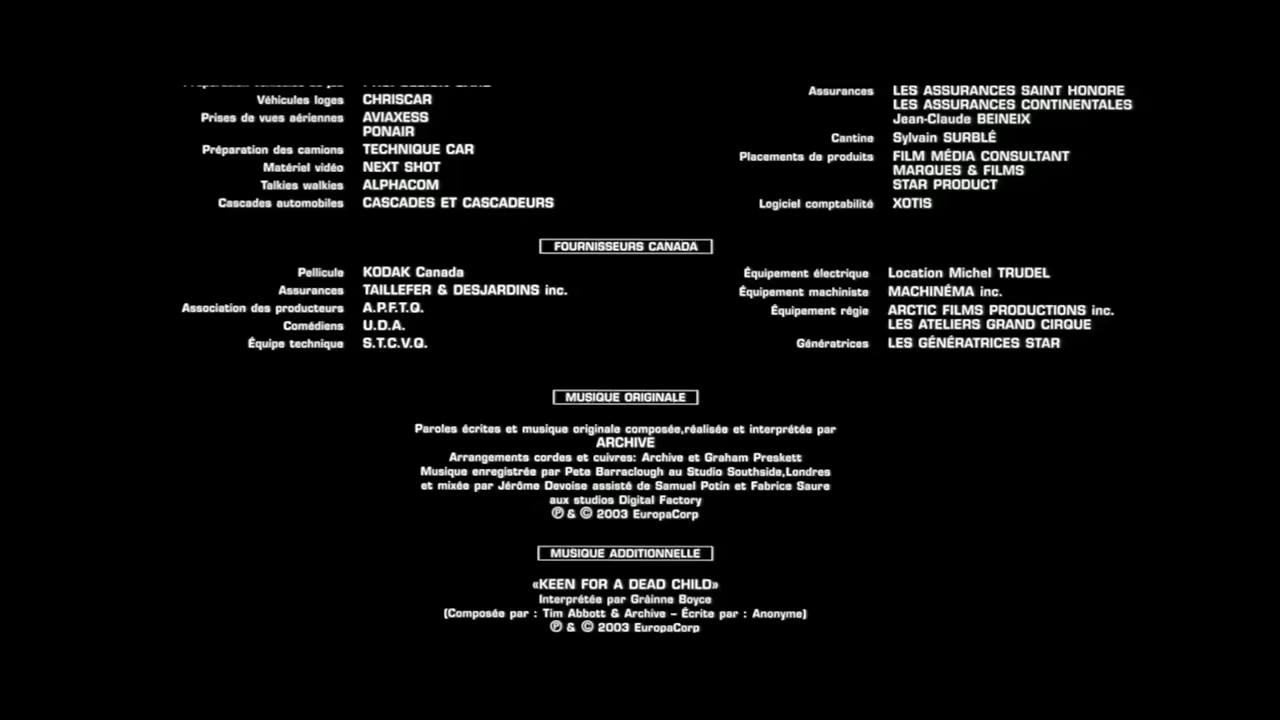 Véhicules loges CHRISCAR
Prises de vues aériennes AVIAXESS
PONAIR
Préparation des camions TECHNIQUE CAR
Matériel vidéo NEXT SHOT
Talkies walkies ALPHACOM
Cascades automobiles CASCADES ET CASCADEURS
Assurances LES ASSURANCES SAINT HONORE
LES ASSURANCES CONTINENTALES
Jean-Claude BEINEIX
Cantine Sylvain SURBLÉ
Placements de produits FILM MÉDIA CONSULTANT
MARQUES & FILMS
STAR PRODUCT
Logiciel comptabilité XOTIS
FOURNISSEURS CANADA
Pellicule KODAK Canada
Assurances TAILLEFER & DESJARDINS inc.
Association des producteurs A.P.F.T.Q.
Comédiens U.D.A.
Équipe technique S.T.C.V.Q.
Équipement électrique Location Michel TRUDEL
Équipement machiniste MACHINÉMA inc.
Équipement régie ARCTIC FILMS PRODUCTIONS inc.
LES ATELIERS GRAND CIRQUE
Génératrices LES GÉNÉRATRICES STAR
MUSIQUE ORIGINALE
Paroles écrites et musique originale composée,réalisée et interprétée par
ARCHIVE
Arrangements cordes et cuivres: Archive et Graham Preskett
Musique enregistrée par Pete Barraclough au Studio Southside,Londres
et mixée par Jérôme Devoise assisté de Samuel Potin et Fabrice Saure
aux studios Digital Factory
℗ & © 2003 EuropaCorp
MUSIQUE ADDITIONNELLE
«KEEN FOR A DEAD CHILD»
Interprétée par Gràinne Boyce
(Composée par : Tim Abbott & Archive – Écrite par : Anonyme)
℗ & © 2003 EuropaCorp